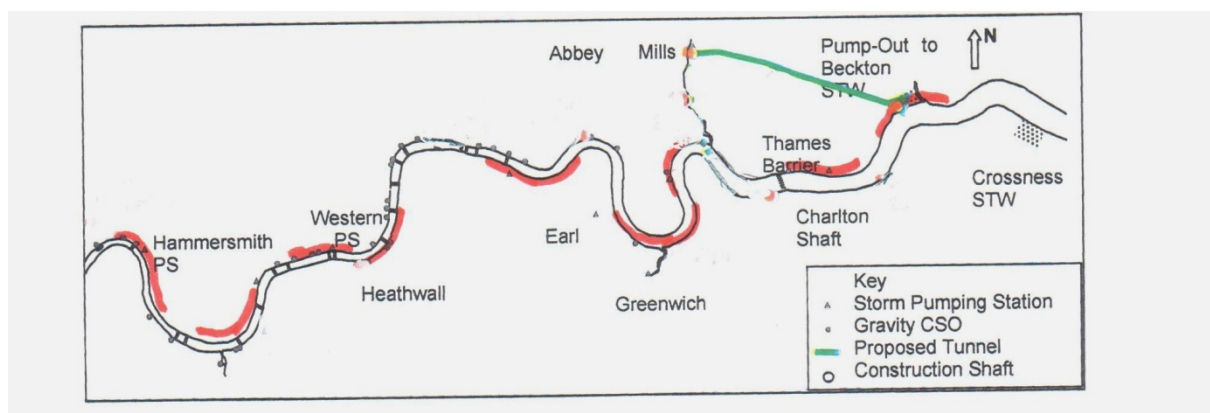 Abbey Mills
Pump-Out to
Beckton
STW
N
Thames
Barrier
Crossness
STW
Charlton
Shaft
Western
PS
Hammersmith
PS
Earl
Heathwall
Greenwich
Key
Storm Pumping Station
Gravity CSO
Proposed Tunnel
Construction Shaft